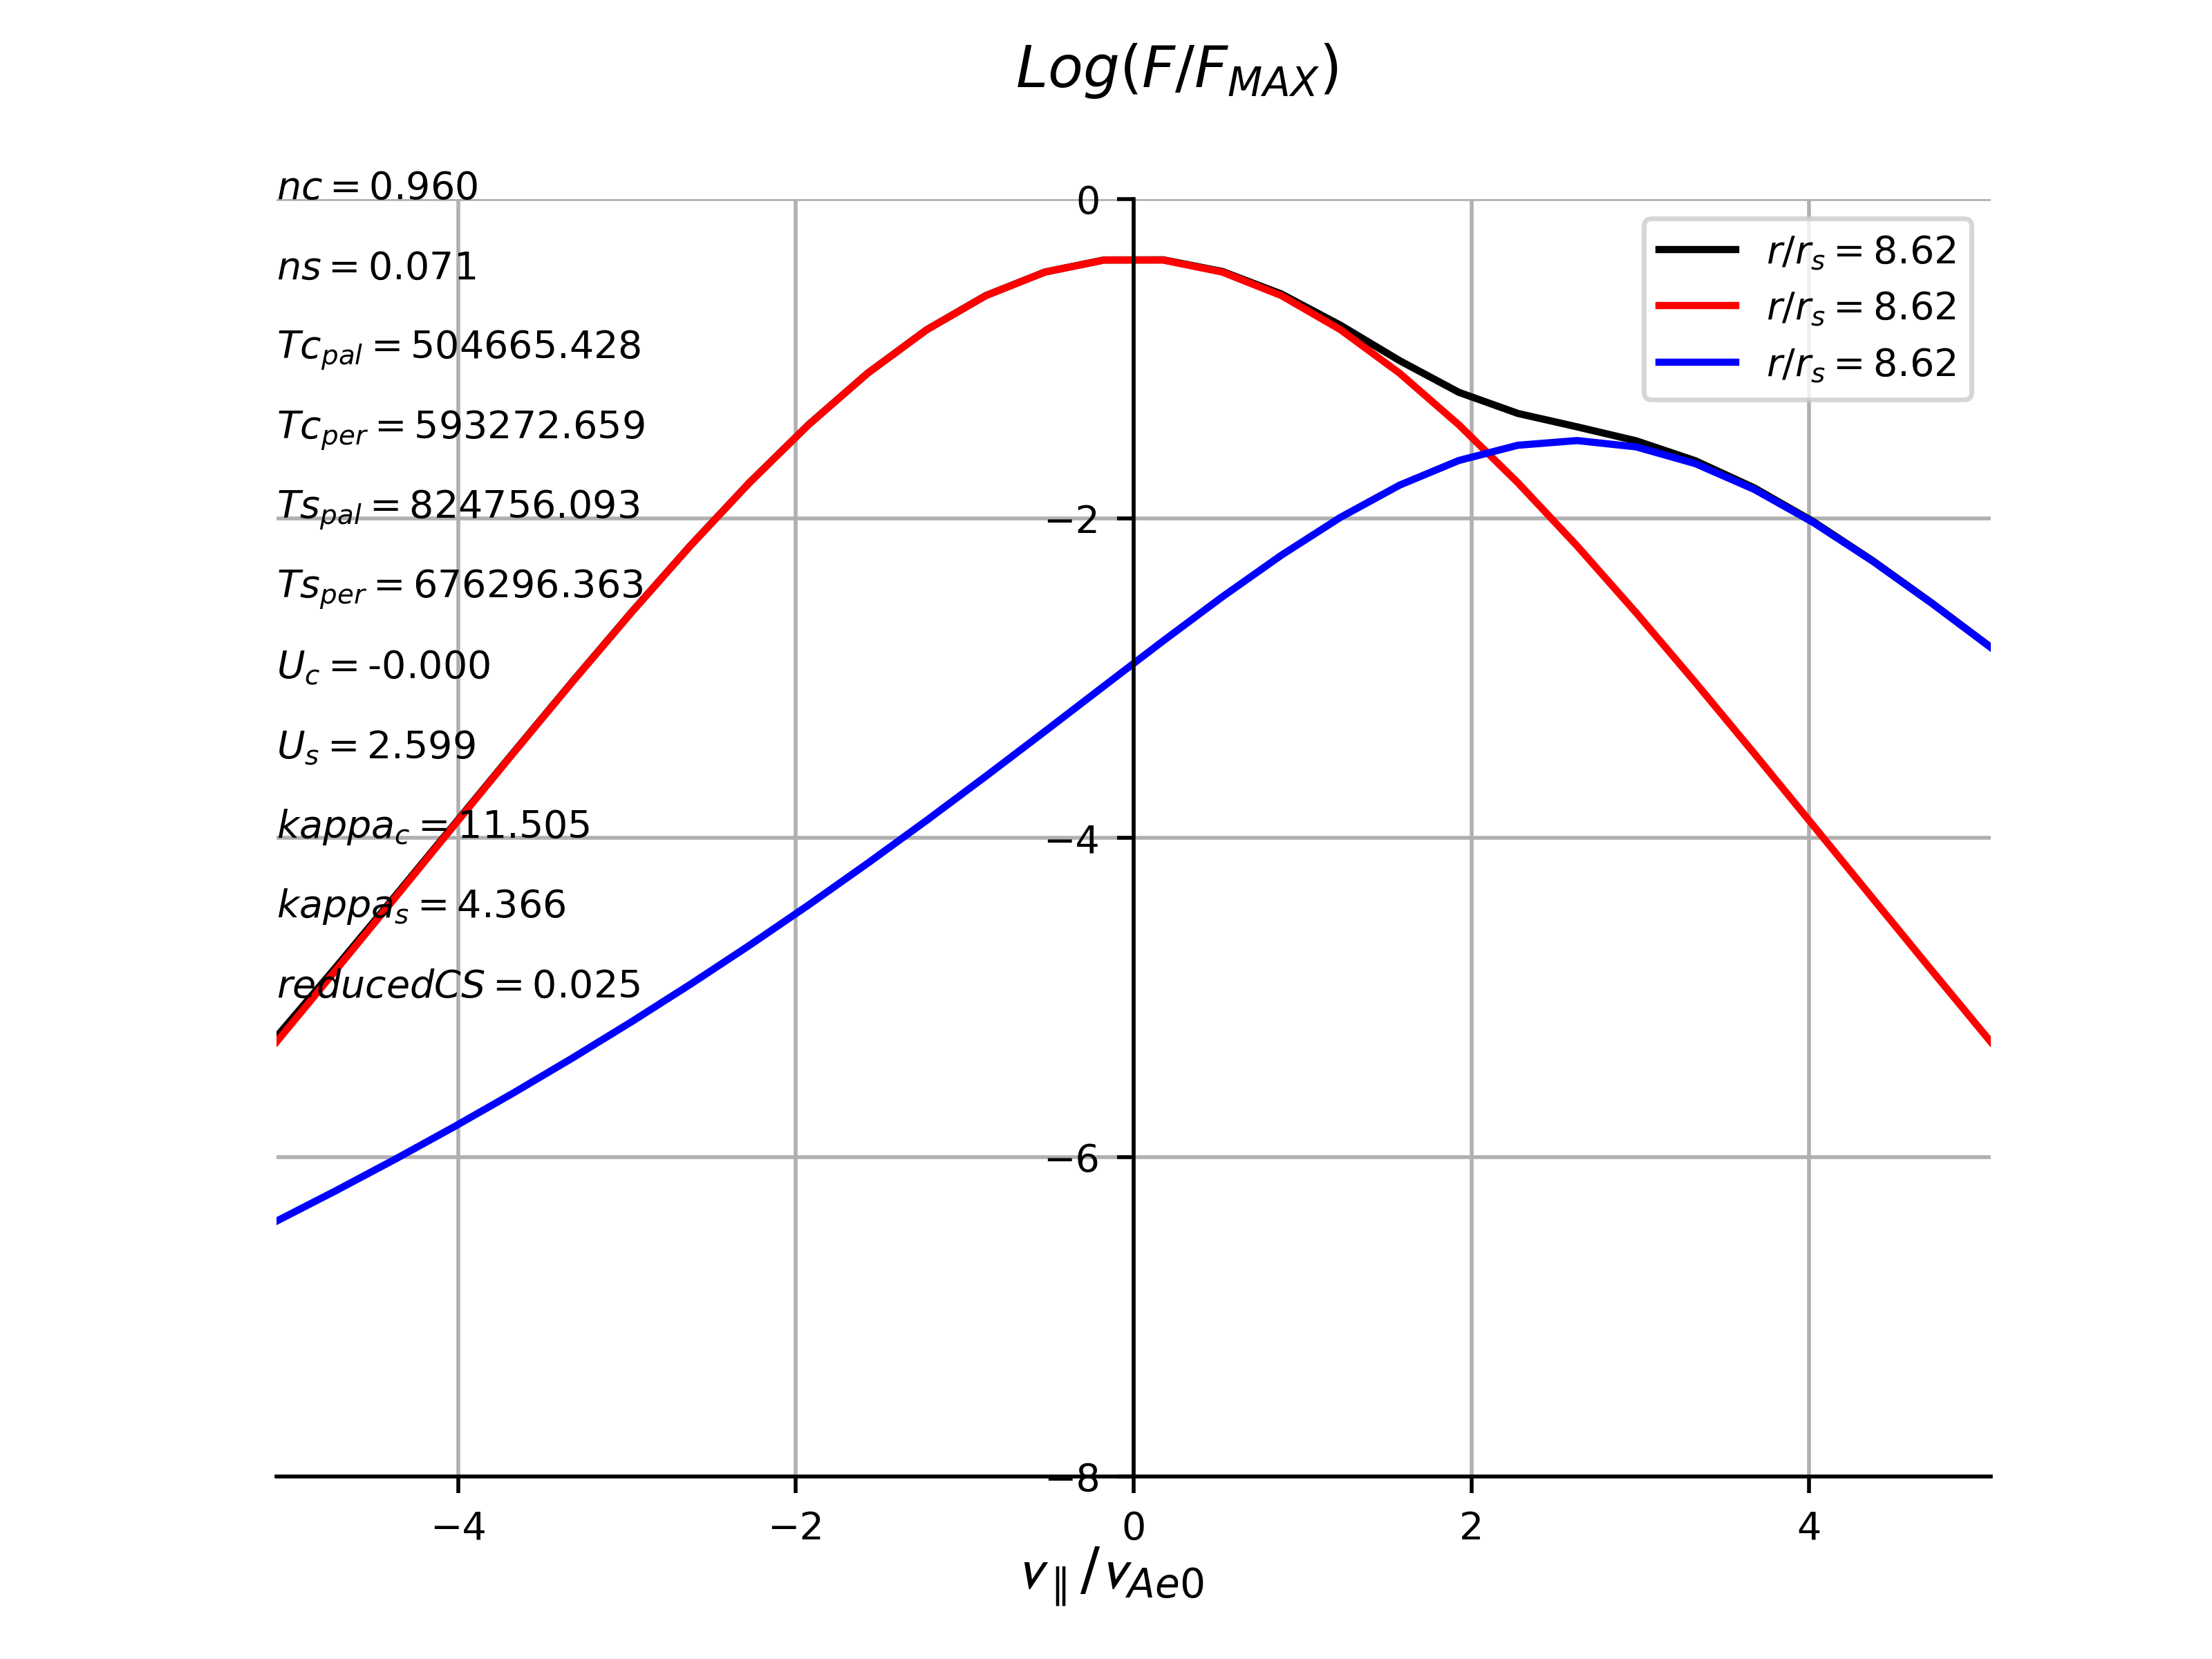 Log(F/F_MAX)
nc = 0.960
ns = 0.071
Tc_pal = 504665.428
Tc_per = 593272.659
Ts_pal = 824756.093
Ts_per = 676296.363
U_c = -0.000
U_s = 2.599
kappa_c = 11.505
kappa_s = 4.366
reducedCS = 0.025
0
−2
−4
−6
−8
r/r_s = 8.62
r/r_s = 8.62
r/r_s = 8.62
−4 −2 0 2 4
v_∥/v_Ae0